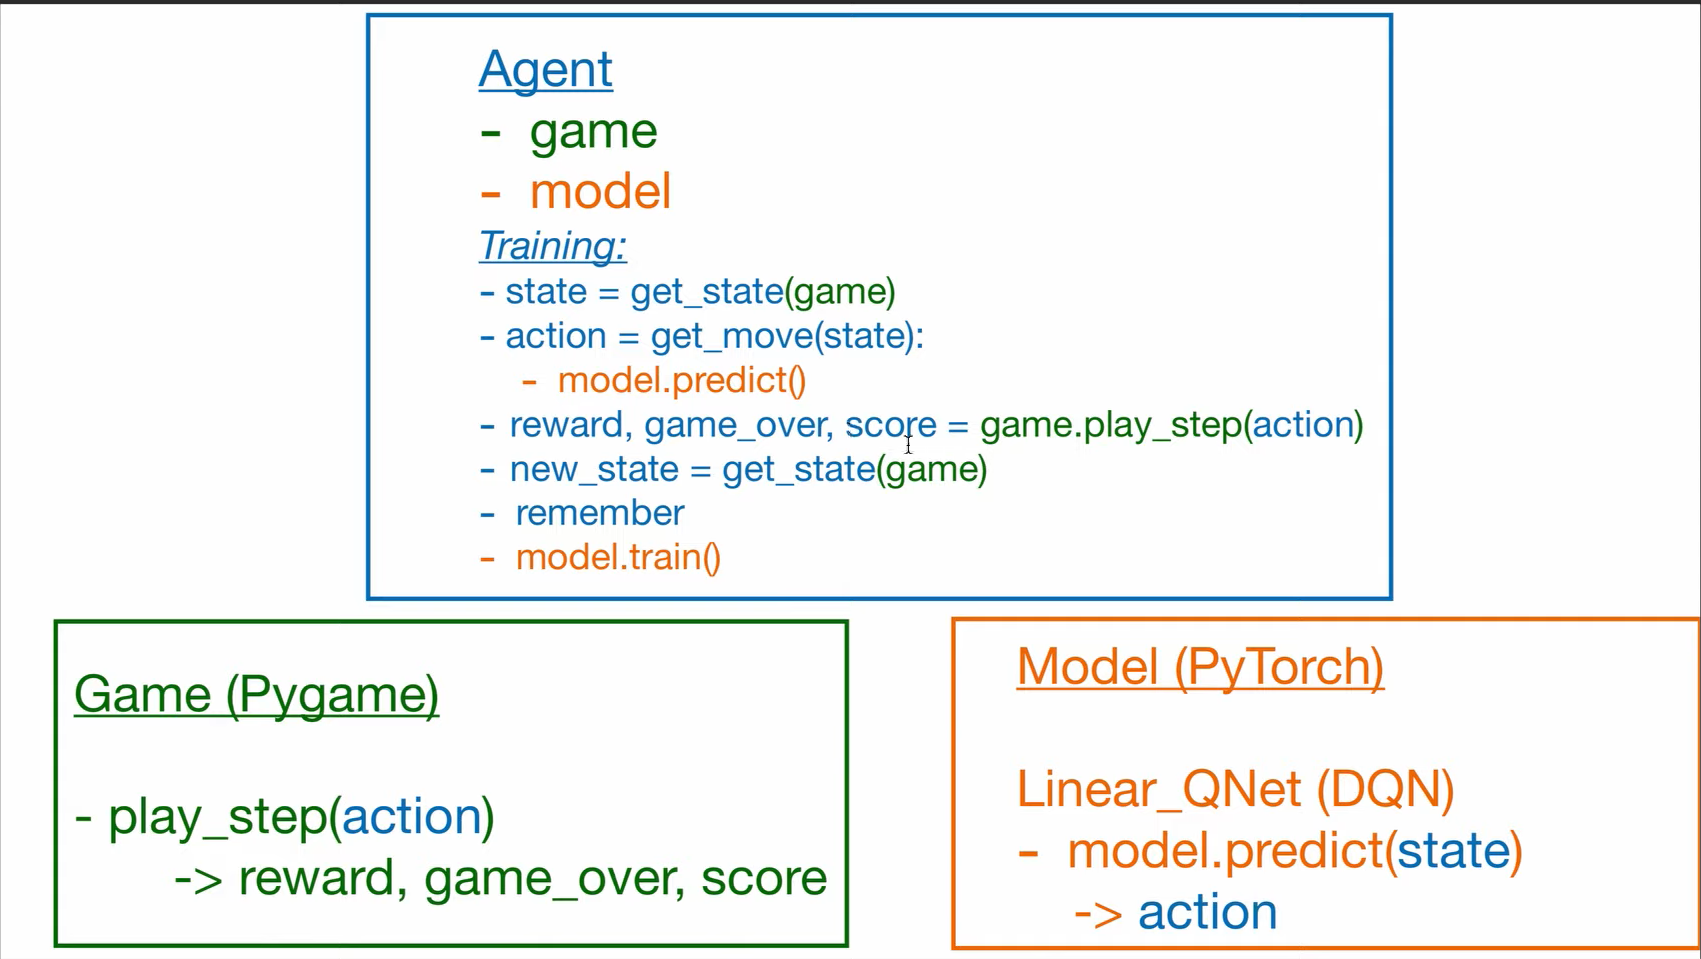 Agent
- game
- model
Training:
- state = get_state(game)
- action = get_move(state):
- model.predict()
- reward, game_over, score = game.play_step(action)
- new_state = get_state(game)
- remember
- model.train()
Game (Pygame)
- play_step(action)
-> reward, game_over, score
Model (PyTorch)
Linear_QNet (DQN)
- model.predict(state)
-> action